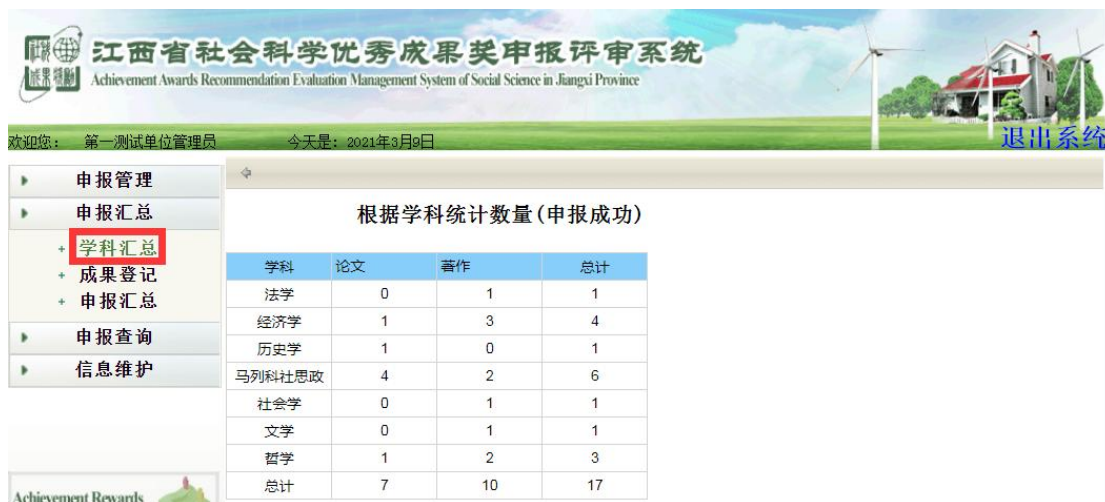 江西省社会科学优秀成果奖申报评审系统
Achievement Awards Recommendation Evaluation Management System of Social Science in Jiangxi Province
欢迎您： 第一测试单位管理员 今天是：2021年3月9日 退出系统
申报管理
申报汇总
学科汇总
成果登记
申报汇总
申报查询
信息维护
根据学科统计数量(申报成功)
学科 论文 著作 总计
法学 0 1 1
经济学 1 3 4
历史学 1 0 1
马列科社思政 4 2 6
社会学 0 1 1
文学 0 1 1
哲学 1 2 3
总计 7 10 17
Achievement Rewards